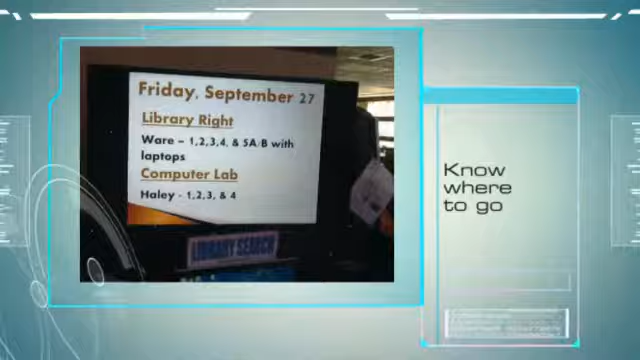 Friday, September 27
Library Right
Ware – 1,2,3,4, & 5A/B with
laptops
Computer Lab
Haley - 1,2,3, & 4
LIBRARY SEARCH
Know
where
to go